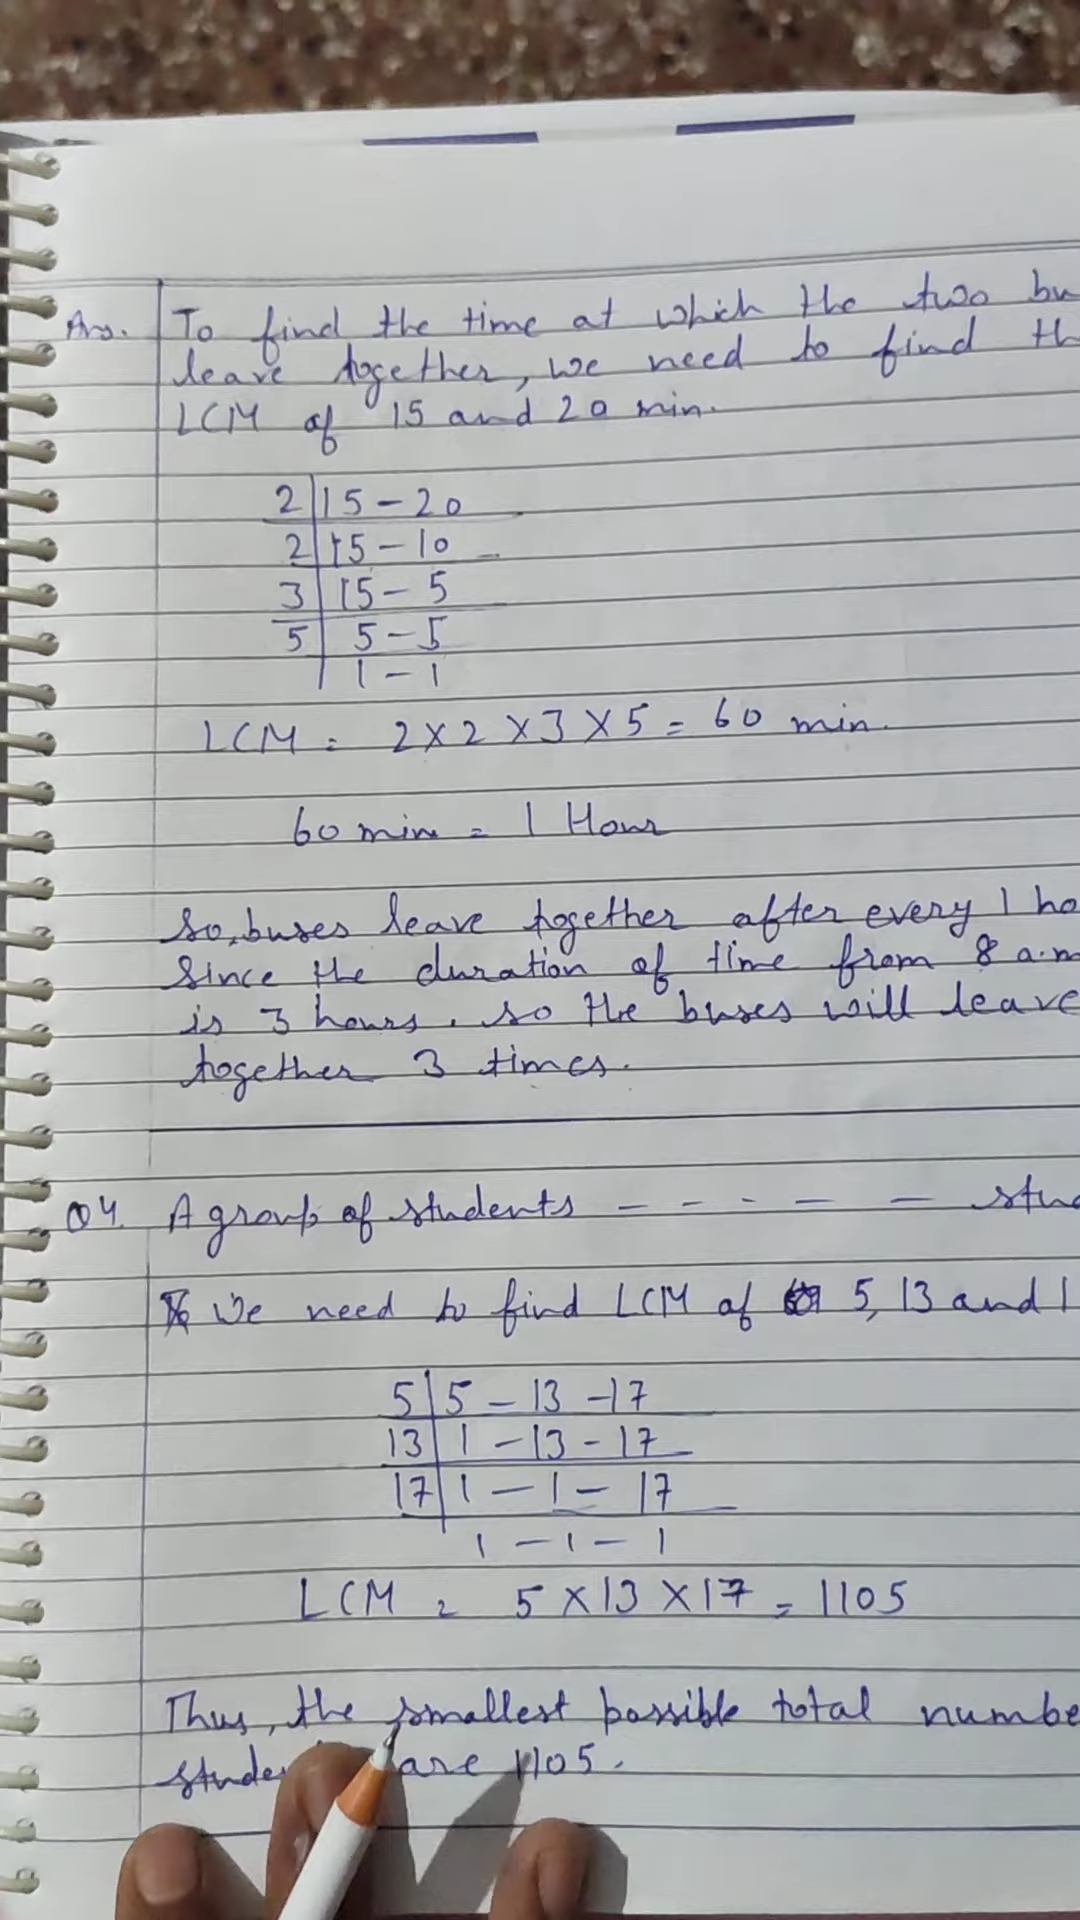 Ans. To find the time at which the two bu
leave together, we need to find th
LCM of 15 and 20 min.
2 | 15 - 20
2 | 15 - 10
3 | 15 - 5
5 | 5 - 5
1 - 1
LCM = 2 × 2 × 3 × 5 = 60 min.
60 min = 1 Hour
So, buses leave together after every 1 ho
Since the duration of time from 8 a.m
is 3 hours, so the buses will leave
together 3 times.
Q4. A group of students - - - - - stud
We need to find LCM of 5, 13 and 1
5 | 5 - 13 - 17
13 | 1 - 13 - 17
17 | 1 - 1 - 17
1 - 1 - 1
LCM = 5 × 13 × 17 = 1105
Thus, the smallest possible total numbe
stude are 1105.